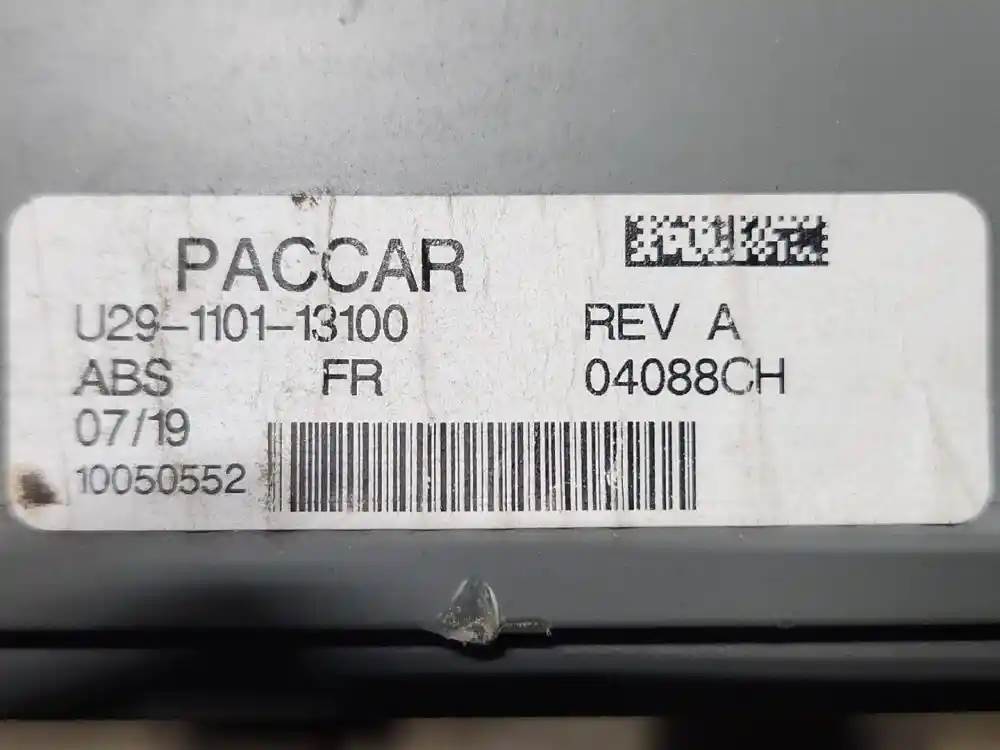 PACCAR
U29-1101-13100 REV A
ABS FR 04088CH
07/19
10050552